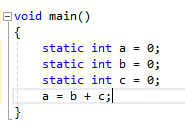 void main()
{
static int a = 0;
static int b = 0;
static int c = 0;
a = b + c;
}